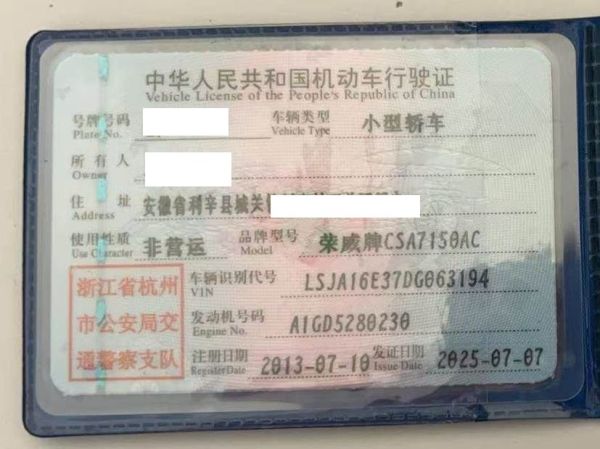 中华人民共和国机动车行驶证
Vehicle License of the People's Republic of China
号牌号码 车辆类型 小型轿车
Plate No. Vehicle Type
所有人
Owner
住址 安徽省利辛县城关
Address
使用性质 非营运 品牌型号 荣威牌CSA7150AC
Use Character Model
浙江省杭州
市公安局交
通警察支队
车辆识别代号 LSJA16E37DG063194
VIN
发动机号码 A1GD5280230
Engine No.
注册日期 2013-07-10 发证日期 2025-07-07
Register Date Issue Date